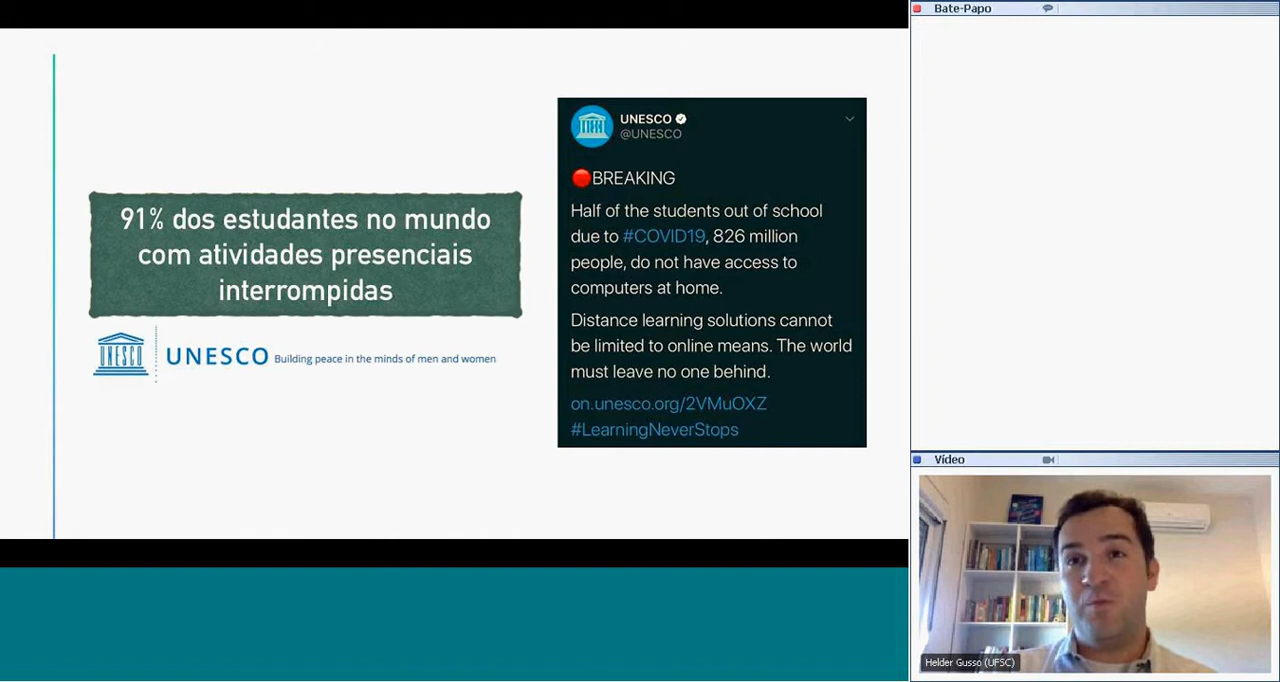 91% dos estudantes no mundo
com atividades presenciais
interrompidas
UNESCO
UNESCO Building peace in the minds of men and women
UNESCO
@UNESCO
BREAKING
Half of the students out of school
due to #COVID19, 826 million
people, do not have access to
computers at home.
Distance learning solutions cannot
be limited to online means. The world
must leave no one behind.
on.unesco.org/2VMuOXZ
#LearningNeverStops
Bate-Papo
Vídeo
Helder Gusso (UFSC)